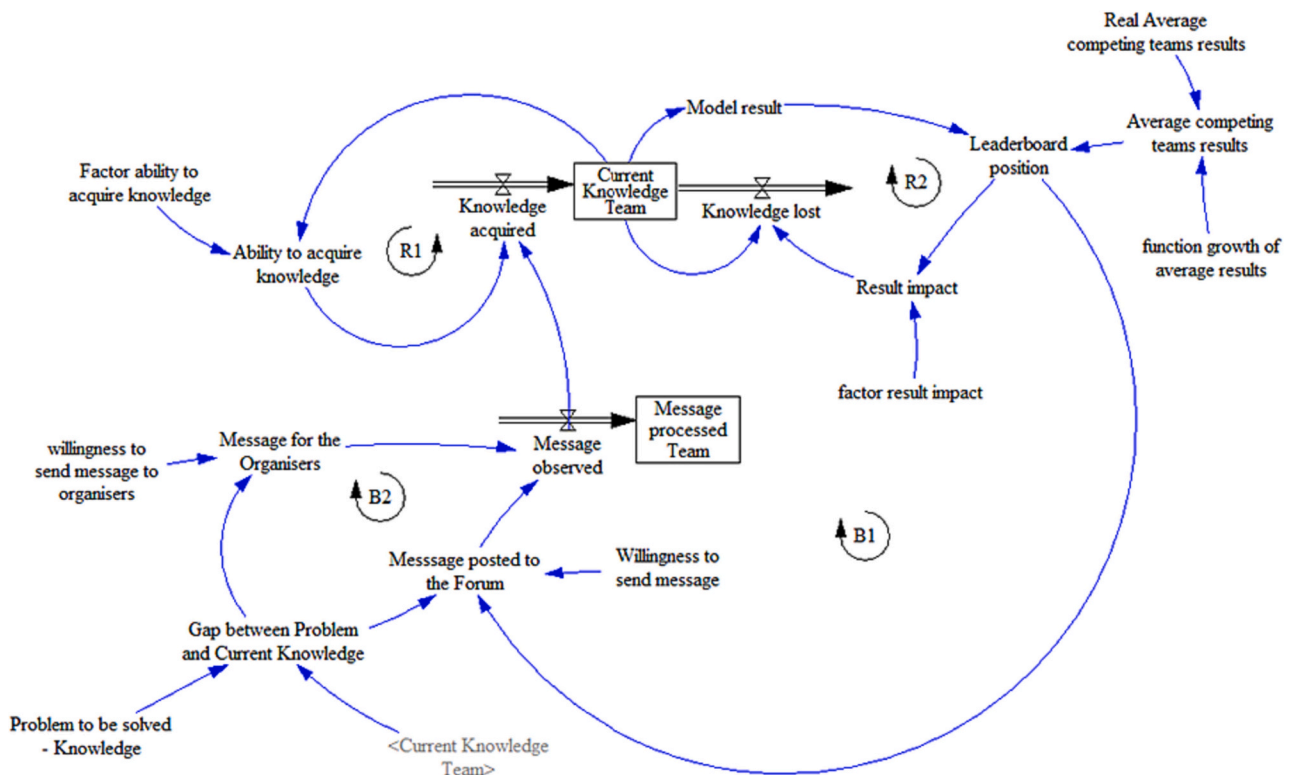 Real Average
competing teams results
Model result
Average competing
teams results
Leaderboard
position
Factor ability to
acquire knowledge
Current
Knowledge
Team
R2
Knowledge
acquired
Knowledge lost
R1
Ability to acquire
knowledge
function growth of
average results
Result impact
factor result impact
Message
processed
Team
Message for the
Organisers
willingness to
send message to
organisers
Message
observed
B2
B1
Messsage posted to
the Forum
Willingness to
send message
Gap between Problem
and Current Knowledge
Problem to be solved
- Knowledge
<Current Knowledge
Team>